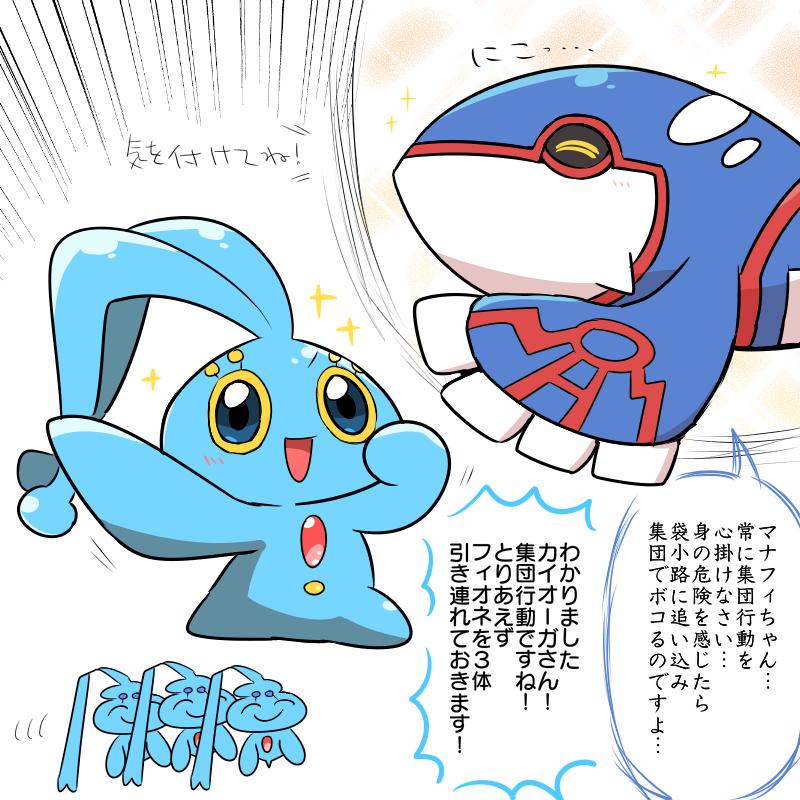 にこっ····
気を付けてね!
マナフィちゃん…
常に集団行動を
心掛けなさい…
身の危険を感じたら
袋小路に追い込み
集団でボコるのですよ…
わかりました
カイオーガさん!
集団行動ですね!
とりあえず
フィオネを3体
引き連れておきます!